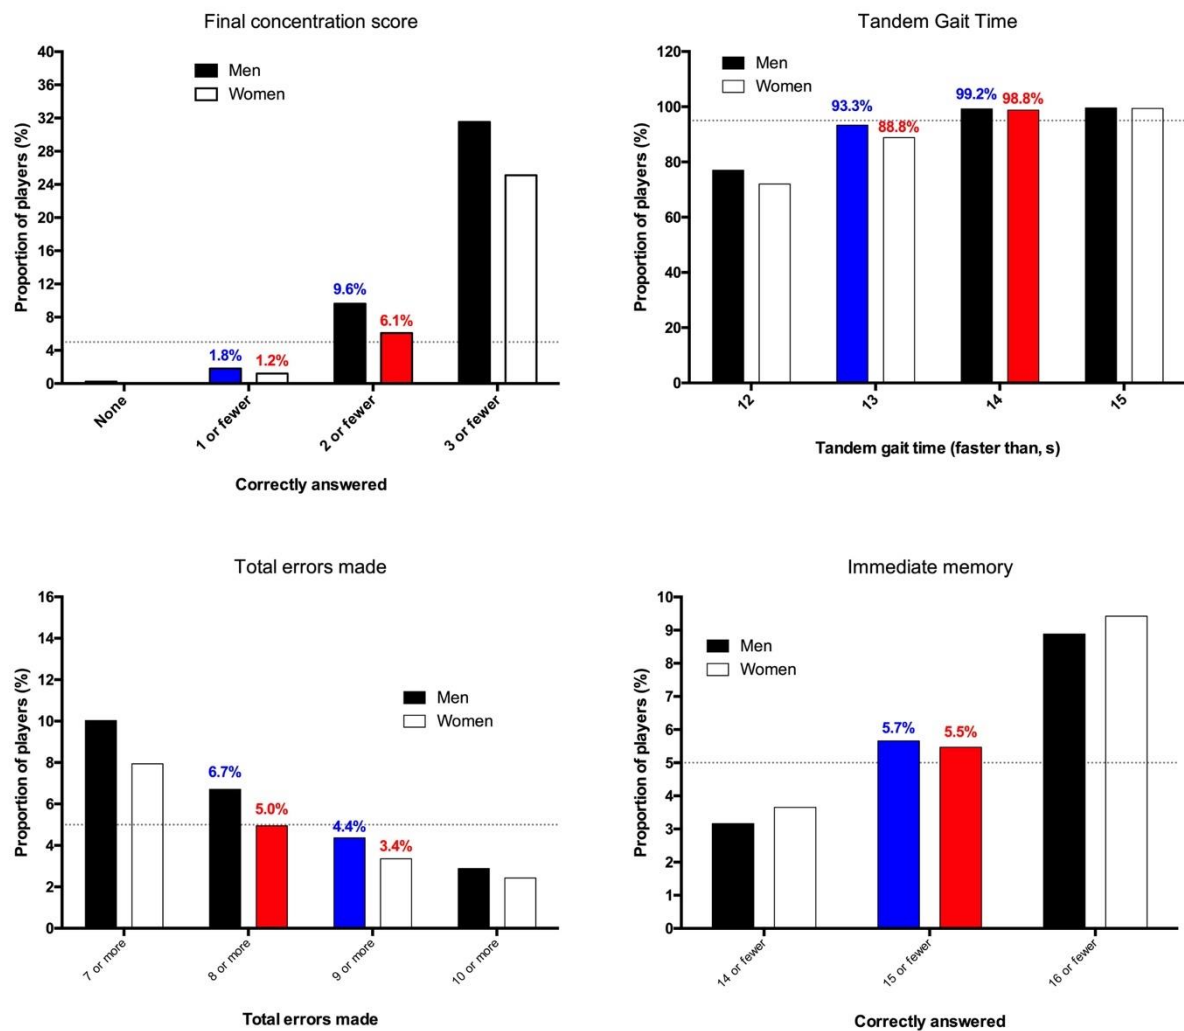 Final concentration score
40
36
32
28
24
20
16
12
8
4
0
Proportion of players (%)
Men
Women
1.8%
1.2%
9.6%
6.1%
None
1 or fewer
2 or fewer
3 or fewer
Correctly answered
Tandem Gait Time
120
100
80
60
40
20
0
Proportion of players (%)
Men
Women
93.3%
88.8%
99.2%
98.8%
12
13
14
15
Tandem gait time (faster than, s)
Total errors made
16
14
12
10
8
6
4
2
0
Proportion of players (%)
Men
Women
6.7%
5.0%
4.4%
3.4%
7 or more
8 or more
9 or more
10 or more
Total errors made
Immediate memory
10
9
8
7
6
5
4
3
2
1
0
Proportion of players (%)
Men
Women
5.7%
5.5%
14 or fewer
15 or fewer
16 or fewer
Correctly answered